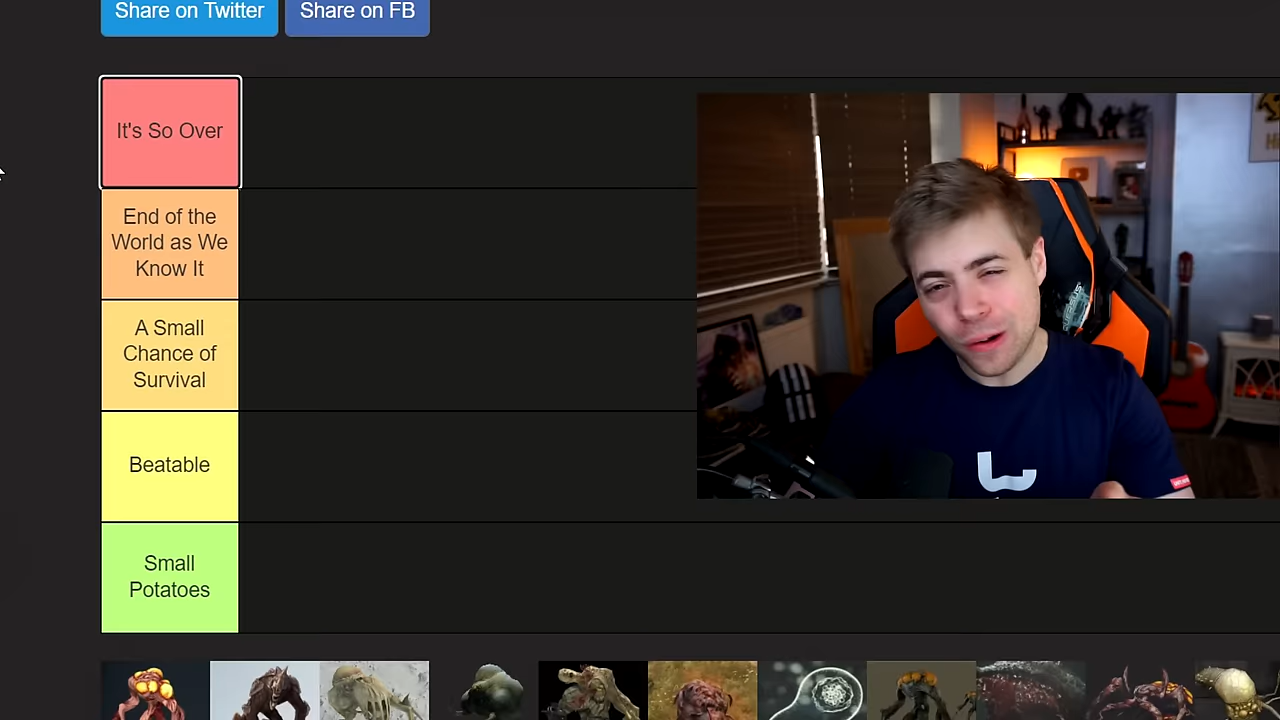 Share on Twitter
Share on FB
It's So Over
End of the
World as We
Know It
A Small
Chance of
Survival
Beatable
Small
Potatoes